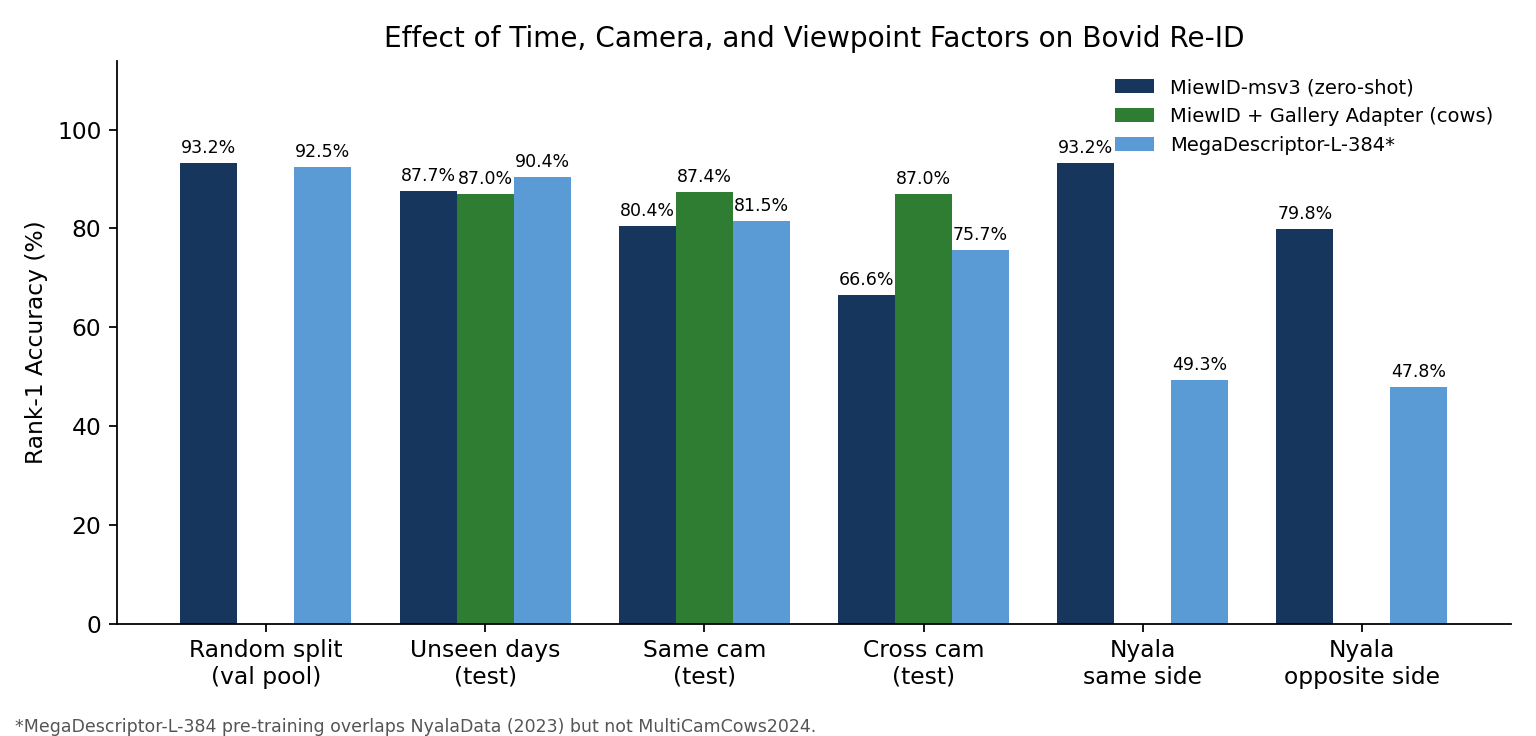 Effect of Time, Camera, and Viewpoint Factors on Bovid Re-ID
MiewID-msv3 (zero-shot)
MiewID + Gallery Adapter (cows)
MegaDescriptor-L-384*
Rank-1 Accuracy (%)
100
80
60
40
20
0
93.2%
92.5%
87.7%
87.0%
90.4%
80.4%
87.4%
81.5%
66.6%
87.0%
75.7%
93.2%
49.3%
79.8%
47.8%
Random split
(val pool)
Unseen days
(test)
Same cam
(test)
Cross cam
(test)
Nyala
same side
Nyala
opposite side
*MegaDescriptor-L-384 pre-training overlaps NyalaData (2023) but not MultiCamCows2024.